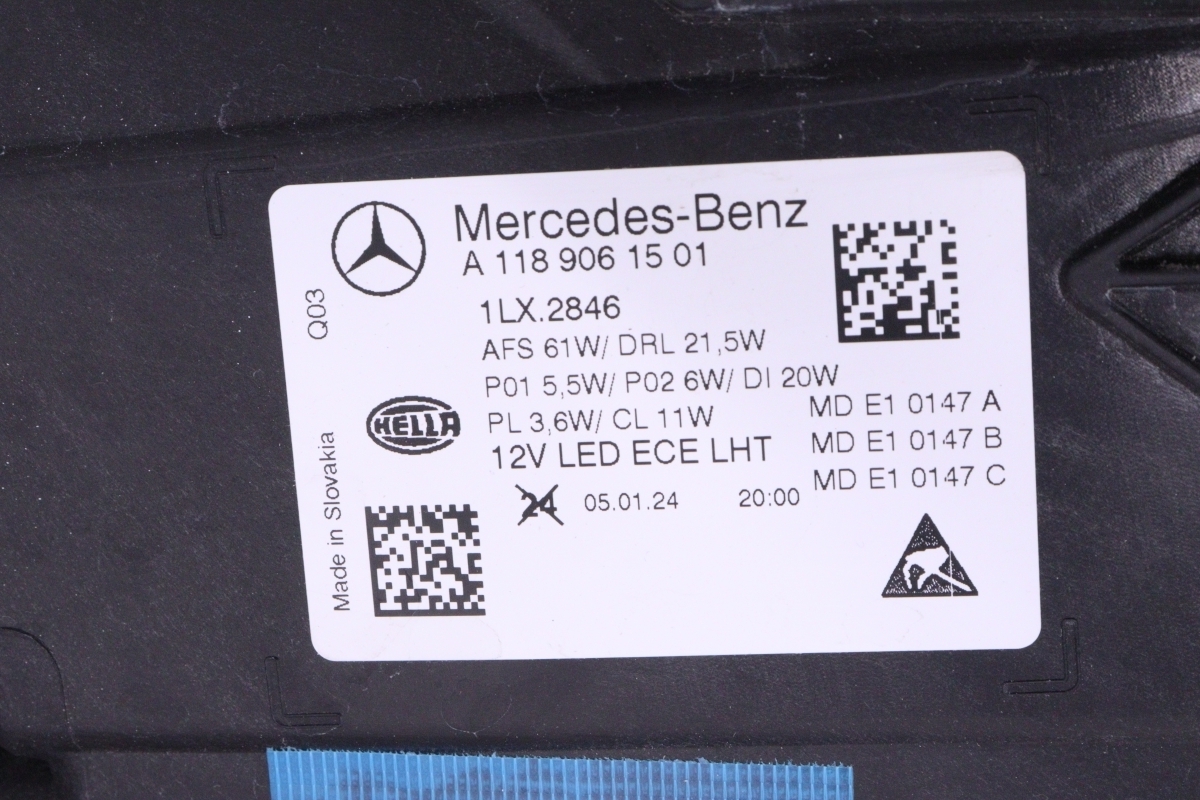 Mercedes-Benz
A 118 906 15 01
1LX.2846
AFS 61W/ DRL 21,5W
P01 5,5W/ P02 6W/ DI 20W
PL 3,6W/ CL 11W
12V LED ECE LHT
MD E1 0147 A
MD E1 0147 B
MD E1 0147 C
24 05.01.24 20:00
HELLA
Q03
Made in Slovakia